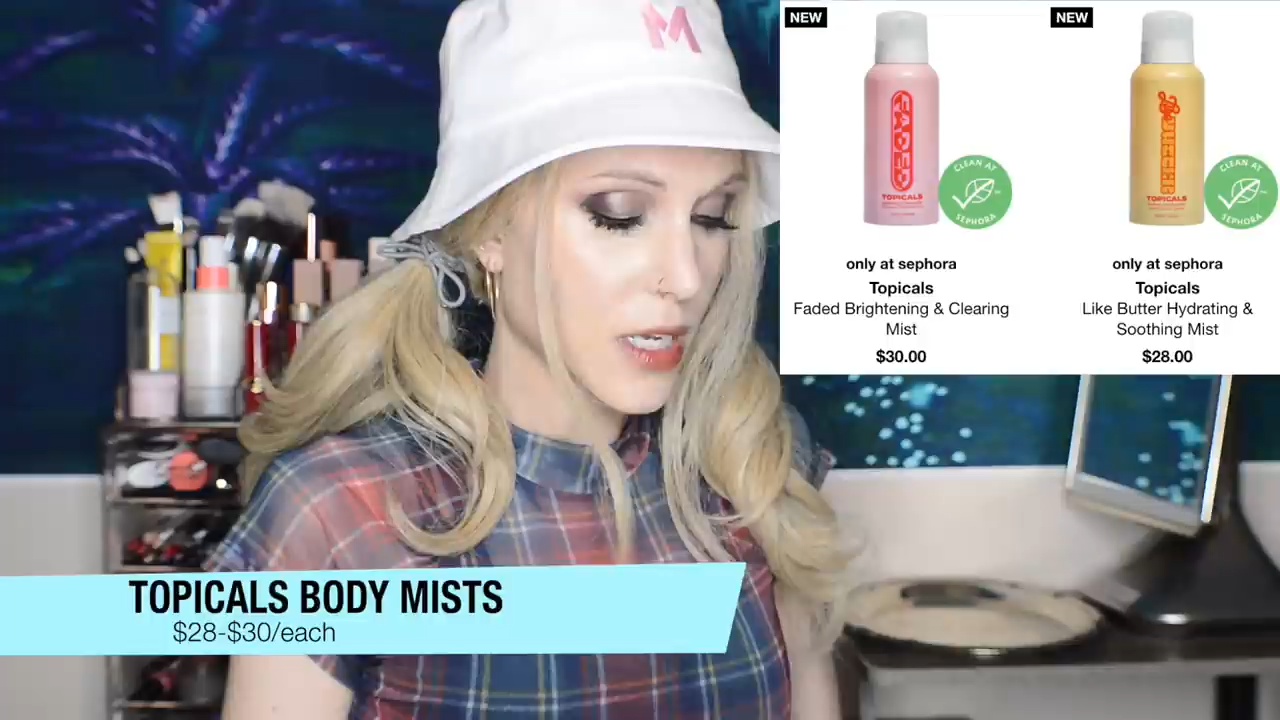 M
NEW
FADED
TOPICALS
CLEAN AT
SEPHORA
only at sephora
Topicals
Faded Brightening & Clearing
Mist
$30.00
NEW
TOPICALS
CLEAN AT
SEPHORA
only at sephora
Topicals
Like Butter Hydrating &
Soothing Mist
$28.00
TOPICALS BODY MISTS
$28-$30/each